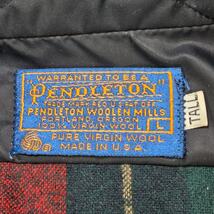 WARRANTED TO BE A
"PENDLETON"
TRADE MARK REG. U.S. PAT. OFF.
PENDLETON WOOLEN MILLS
PORTLAND, OREGON
100% VIRGIN WOOL
L
PURE VIRGIN WOOL
MADE IN U.S.A.
TALL